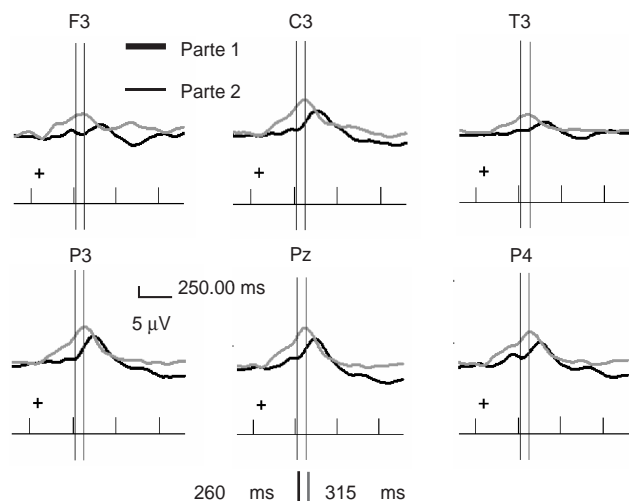 F3 C3 T3
Parte 1
Parte 2
+ + +
P3 Pz P4
250.00 ms
5 μV
+ + +
260 ms 315 ms